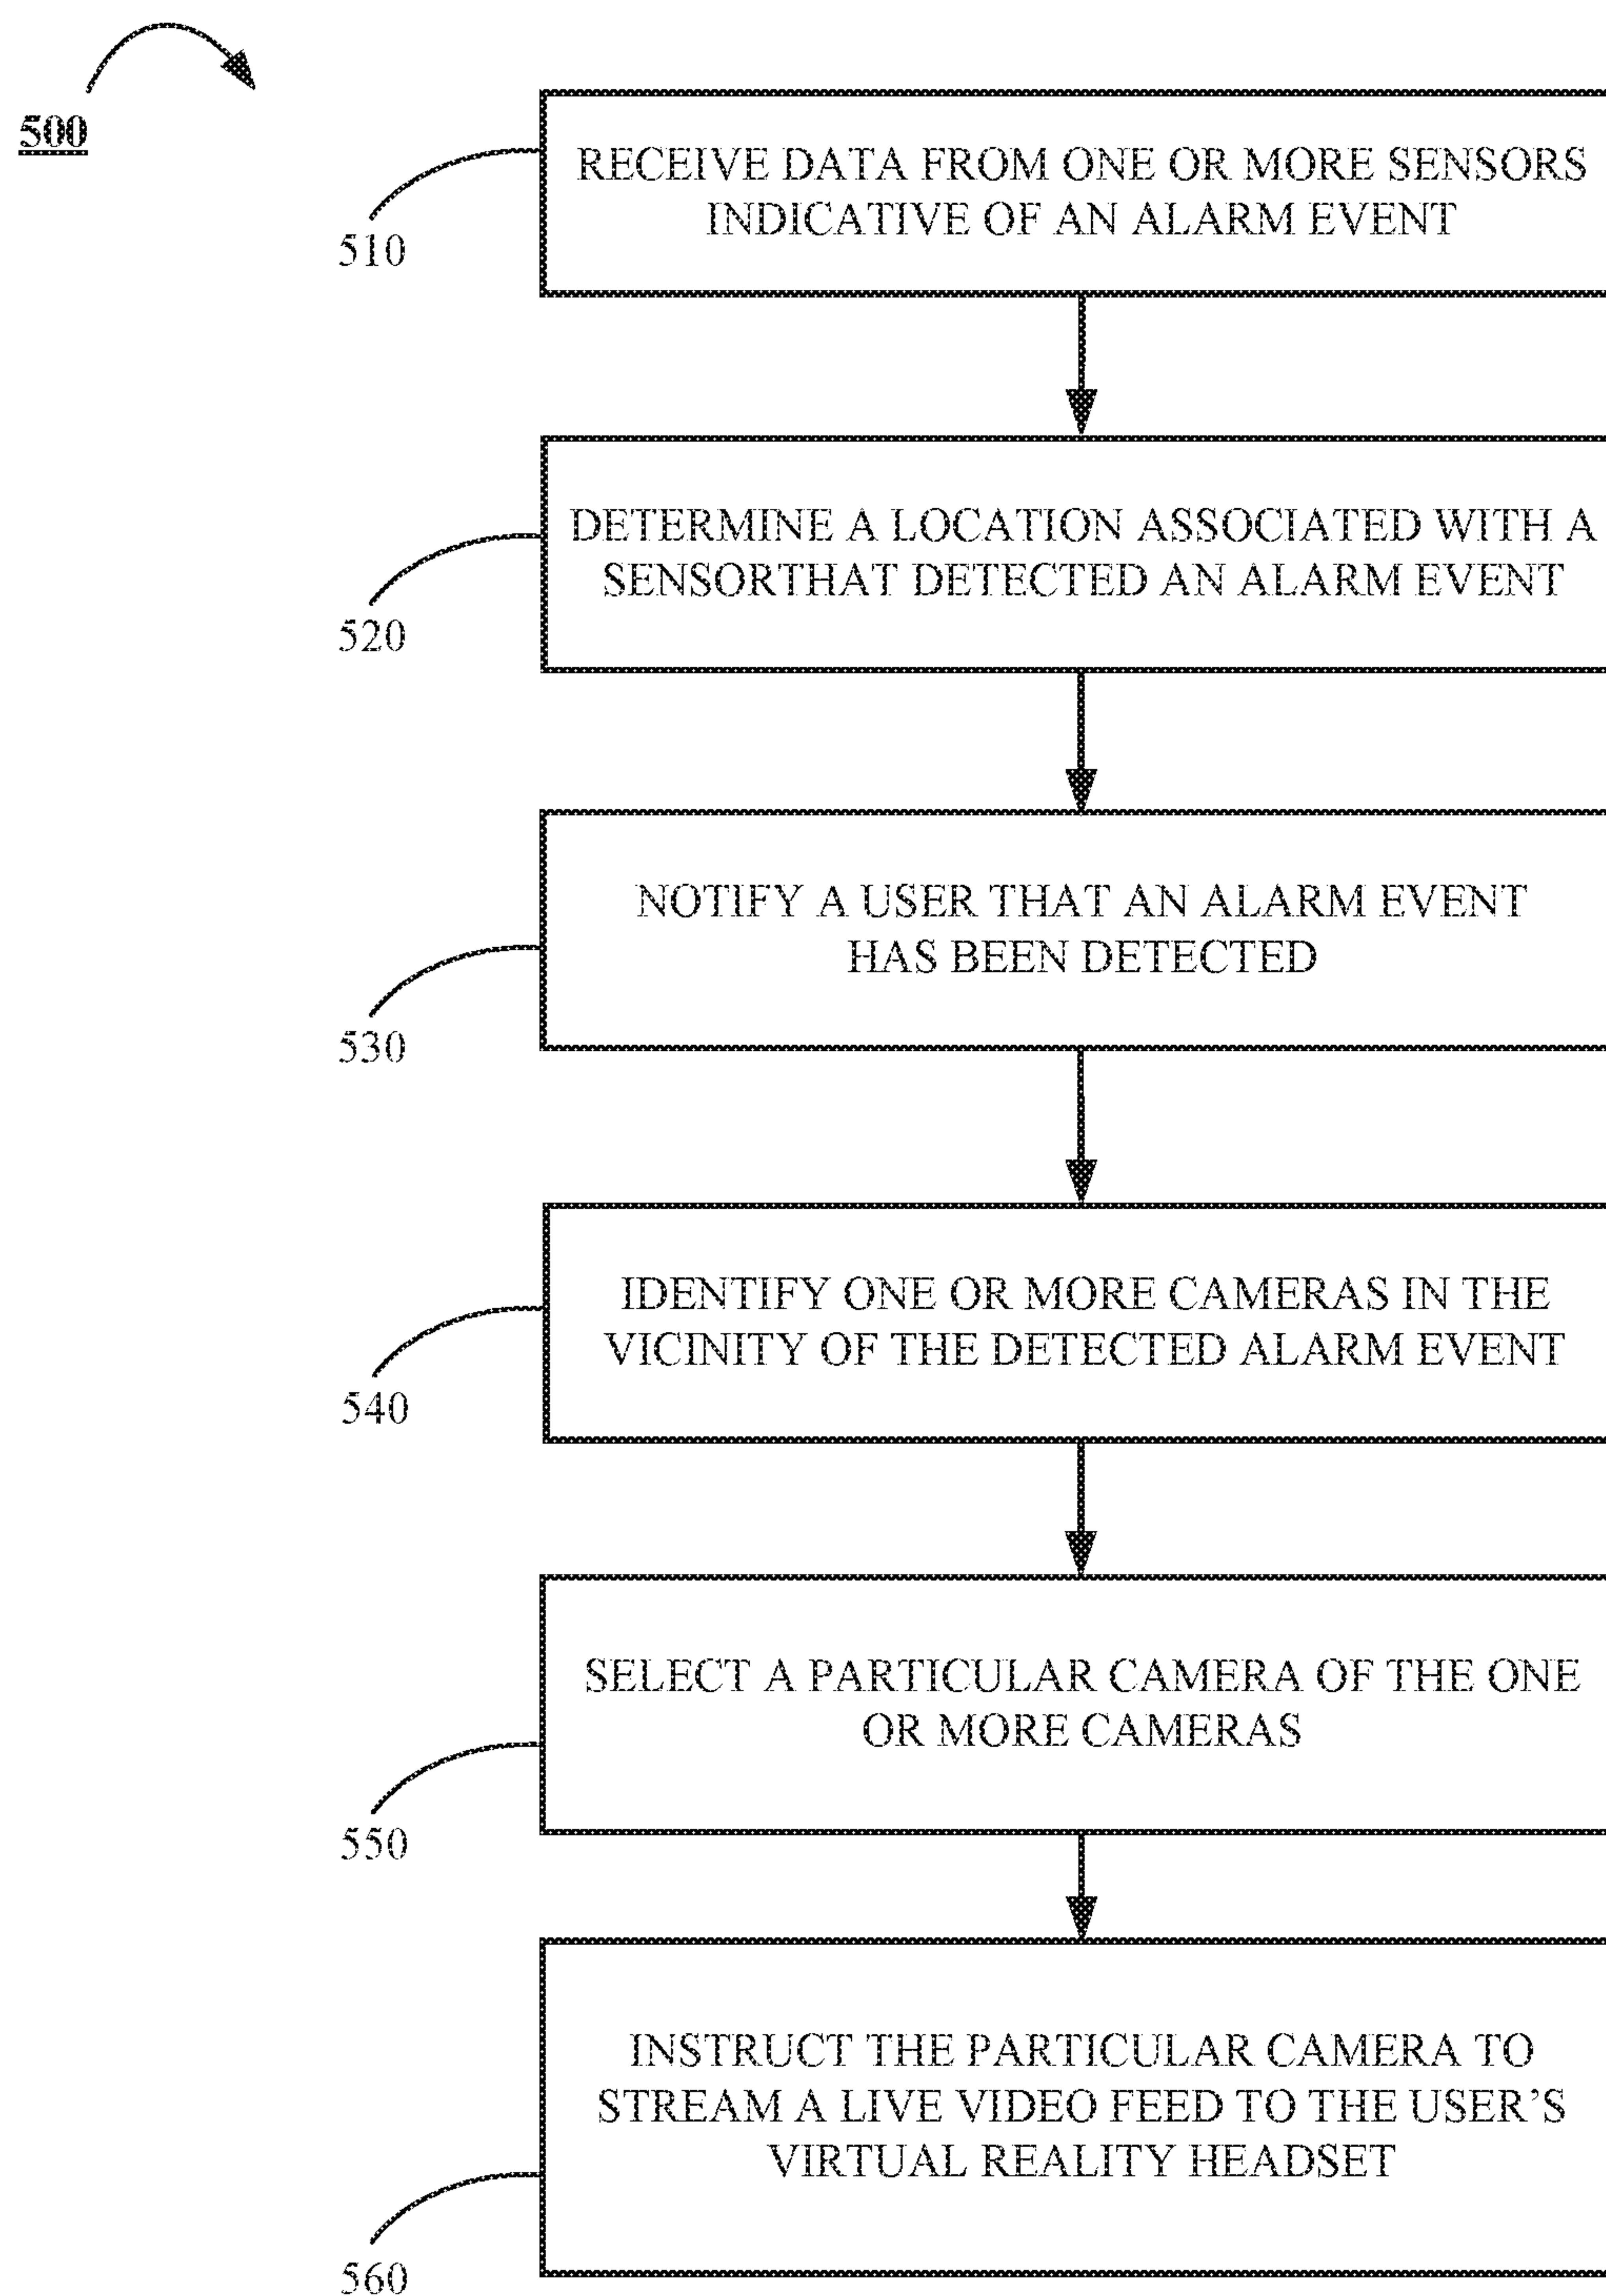 500
RECEIVE DATA FROM ONE OR MORE SENSORS
INDICATIVE OF AN ALARM EVENT
510
DETERMINE A LOCATION ASSOCIATED WITH A
SENSORTHAT DETECTED AN ALARM EVENT
520
NOTIFY A USER THAT AN ALARM EVENT
HAS BEEN DETECTED
530
IDENTIFY ONE OR MORE CAMERAS IN THE
VICINITY OF THE DETECTED ALARM EVENT
540
SELECT A PARTICULAR CAMERA OF THE ONE
OR MORE CAMERAS
550
INSTRUCT THE PARTICULAR CAMERA TO
STREAM A LIVE VIDEO FEED TO THE USER'S
VIRTUAL REALITY HEADSET
560